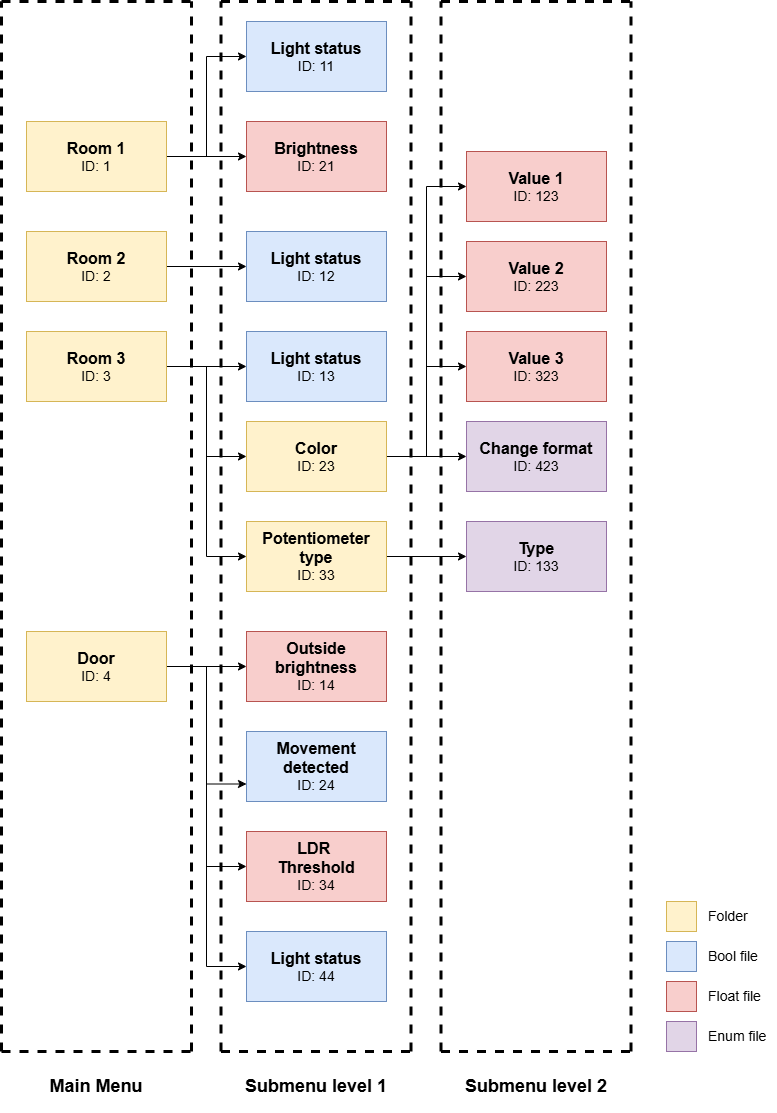 Light status
ID: 11
Room 1
ID: 1
Brightness
ID: 21
Value 1
ID: 123
Room 2
ID: 2
Light status
ID: 12
Value 2
ID: 223
Room 3
ID: 3
Light status
ID: 13
Value 3
ID: 323
Color
ID: 23
Change format
ID: 423
Potentiometer
type
ID: 33
Type
ID: 133
Door
ID: 4
Outside
brightness
ID: 14
Movement
detected
ID: 24
LDR
Threshold
ID: 34
Light status
ID: 44
Folder
Bool file
Float file
Enum file
Main Menu
Submenu level 1
Submenu level 2